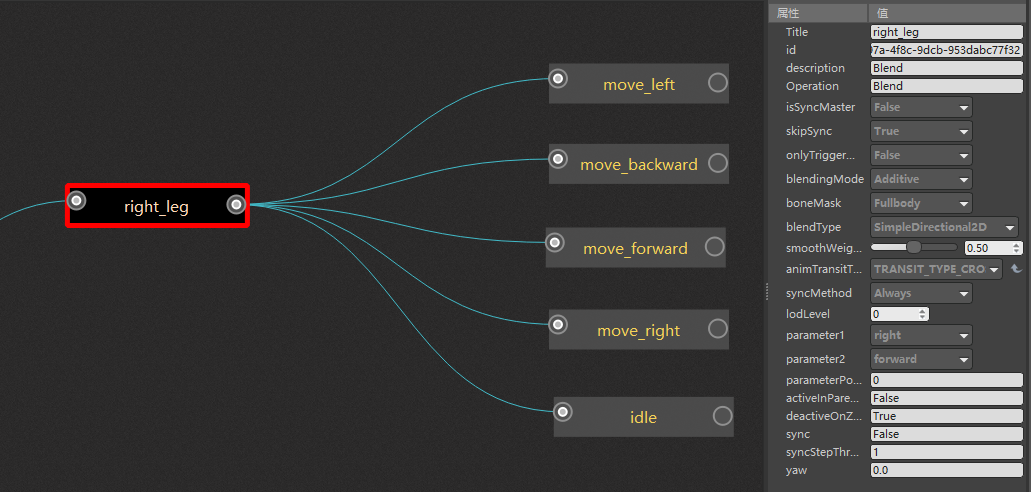 move_left
move_backward
right_leg
move_forward
move_right
idle
属性 值
Title right_leg
id 7a-4f8c-9dcb-953dabc77f32
description Blend
Operation Blend
isSyncMaster False
skipSync True
onlyTrigger... False
blendingMode Additive
boneMask Fullbody
blendType SimpleDirectional2D
smoothWeig... 0.50
animTransitT... TRANSIT_TYPE_CRO
syncMethod Always
lodLevel 0
parameter1 right
parameter2 forward
parameterPo... 0
activeInPare... False
deactiveOnZ... True
sync False
syncStepThr... 1
yaw 0.0